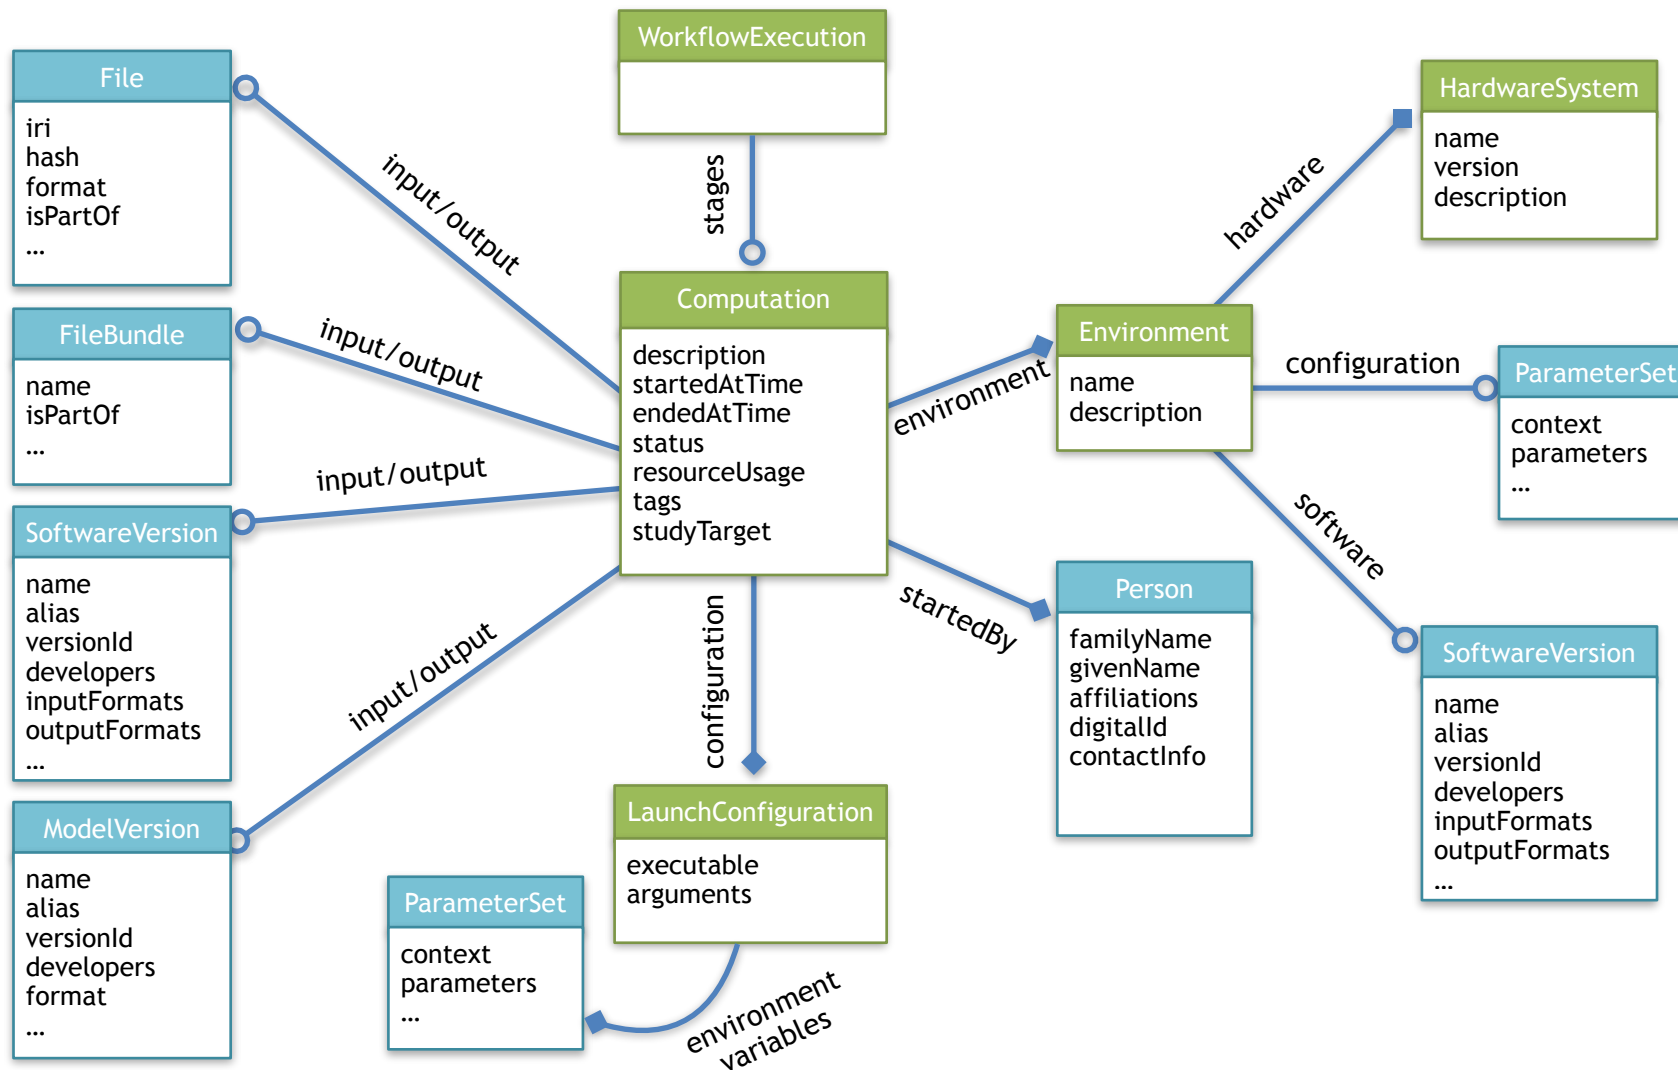 WorkflowExecution
File
iri
hash
format
isPartOf
...
input/output
stages
HardwareSystem
name
version
description
hardware
FileBundle
name
isPartOf
...
input/output
Computation
description
startedAtTime
endedAtTime
status
resourceUsage
tags
studyTarget
environment
Environment
name
description
configuration
ParameterSet
context
parameters
...
SoftwareVersion
name
alias
versionId
developers
inputFormats
outputFormats
...
input/output
startedBy
Person
familyName
givenName
affiliations
digitalId
contactInfo
software
SoftwareVersion
name
alias
versionId
developers
inputFormats
outputFormats
...
ModelVersion
name
alias
versionId
developers
format
...
input/output
configuration
LaunchConfiguration
executable
arguments
ParameterSet
context
parameters
...
environment
variables